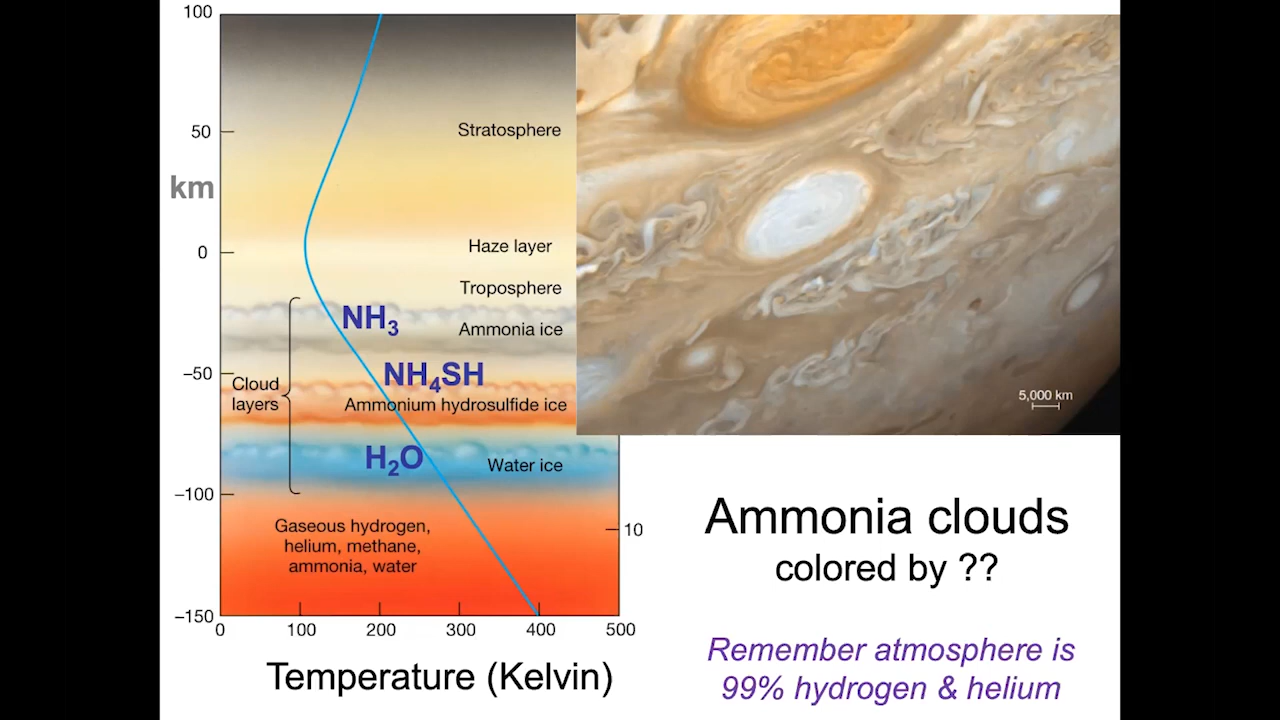 100
50
km
0
−50
−100
−150
Stratosphere
Haze layer
Troposphere
NH₃
Ammonia ice
NH₄SH
Cloud
layers
Ammonium hydrosulfide ice
H₂O
Water ice
Gaseous hydrogen,
helium, methane,
ammonia, water
10
0 100 200 300 400 500
Temperature (Kelvin)
5,000 km
Ammonia clouds
colored by ??
Remember atmosphere is
99% hydrogen & helium